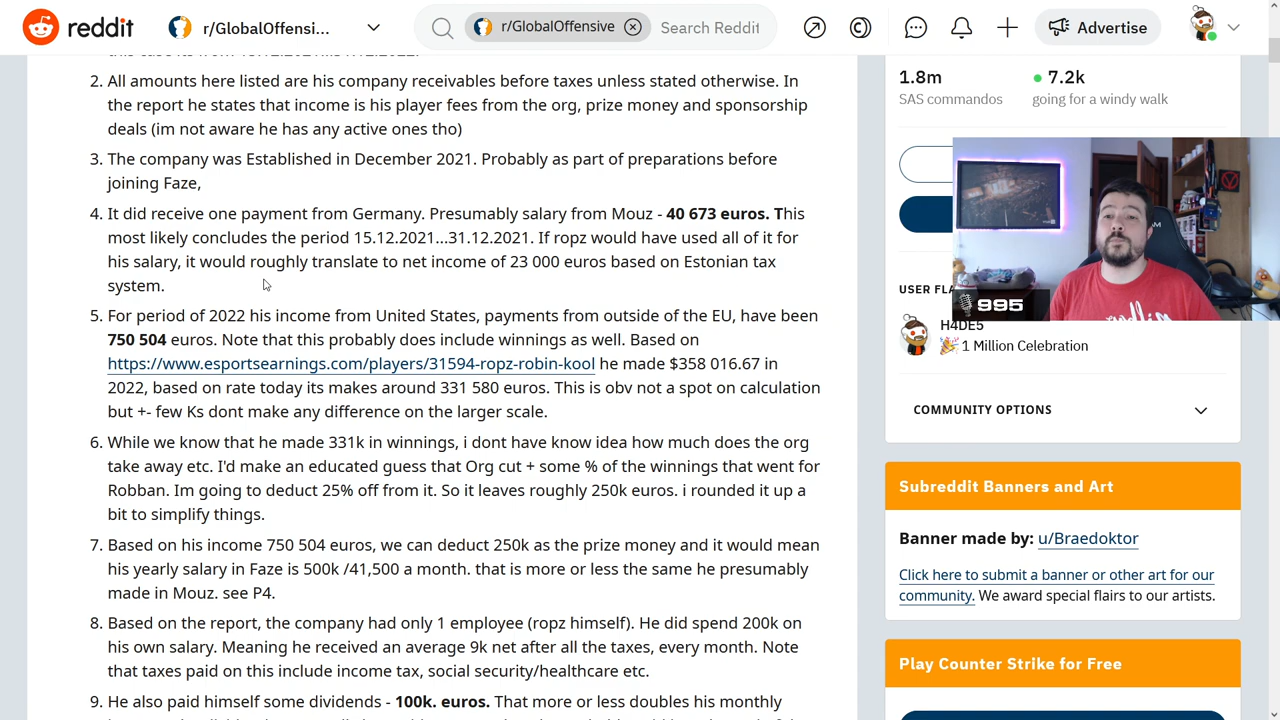 reddit r/GlobalOffensi... r/GlobalOffensive Search Reddit Advertise
2. All amounts here listed are his company receivables before taxes unless stated otherwise. In
the report he states that income is his player fees from the org, prize money and sponsorship
deals (im not aware he has any active ones tho)
3. The company was Established in December 2021. Probably as part of preparations before
joining Faze,
4. It did receive one payment from Germany. Presumably salary from Mouz - 40 673 euros. This
most likely concludes the period 15.12.2021...31.12.2021. If ropz would have used all of it for
his salary, it would roughly translate to net income of 23 000 euros based on Estonian tax
system.
5. For period of 2022 his income from United States, payments from outside of the EU, have been
750 504 euros. Note that this probably does include winnings as well. Based on
https://www.esportsearnings.com/players/31594-ropz-robin-kool he made $358 016.67 in
2022, based on rate today its makes around 331 580 euros. This is obv not a spot on calculation
but +- few Ks dont make any difference on the larger scale.
6. While we know that he made 331k in winnings, i dont have know idea how much does the org
take away etc. I'd make an educated guess that Org cut + some % of the winnings that went for
Robban. Im going to deduct 25% off from it. So it leaves roughly 250k euros. i rounded it up a
bit to simplify things.
7. Based on his income 750 504 euros, we can deduct 250k as the prize money and it would mean
his yearly salary in Faze is 500k /41,500 a month. that is more or less the same he presumably
made in Mouz. see P4.
8. Based on the report, the company had only 1 employee (ropz himself). He did spend 200k on
his own salary. Meaning he received an average 9k net after all the taxes, every month. Note
that taxes paid on this include income tax, social security/healthcare etc.
9. He also paid himself some dividends - 100k. euros. That more or less doubles his monthly
1.8m 7.2k
SAS commandos going for a windy walk
995
USER FLA
H4DE5
🎉 1 Million Celebration
COMMUNITY OPTIONS
Subreddit Banners and Art
Banner made by: u/Braedoktor
Click here to submit a banner or other art for our
community. We award special flairs to our artists.
Play Counter Strike for Free